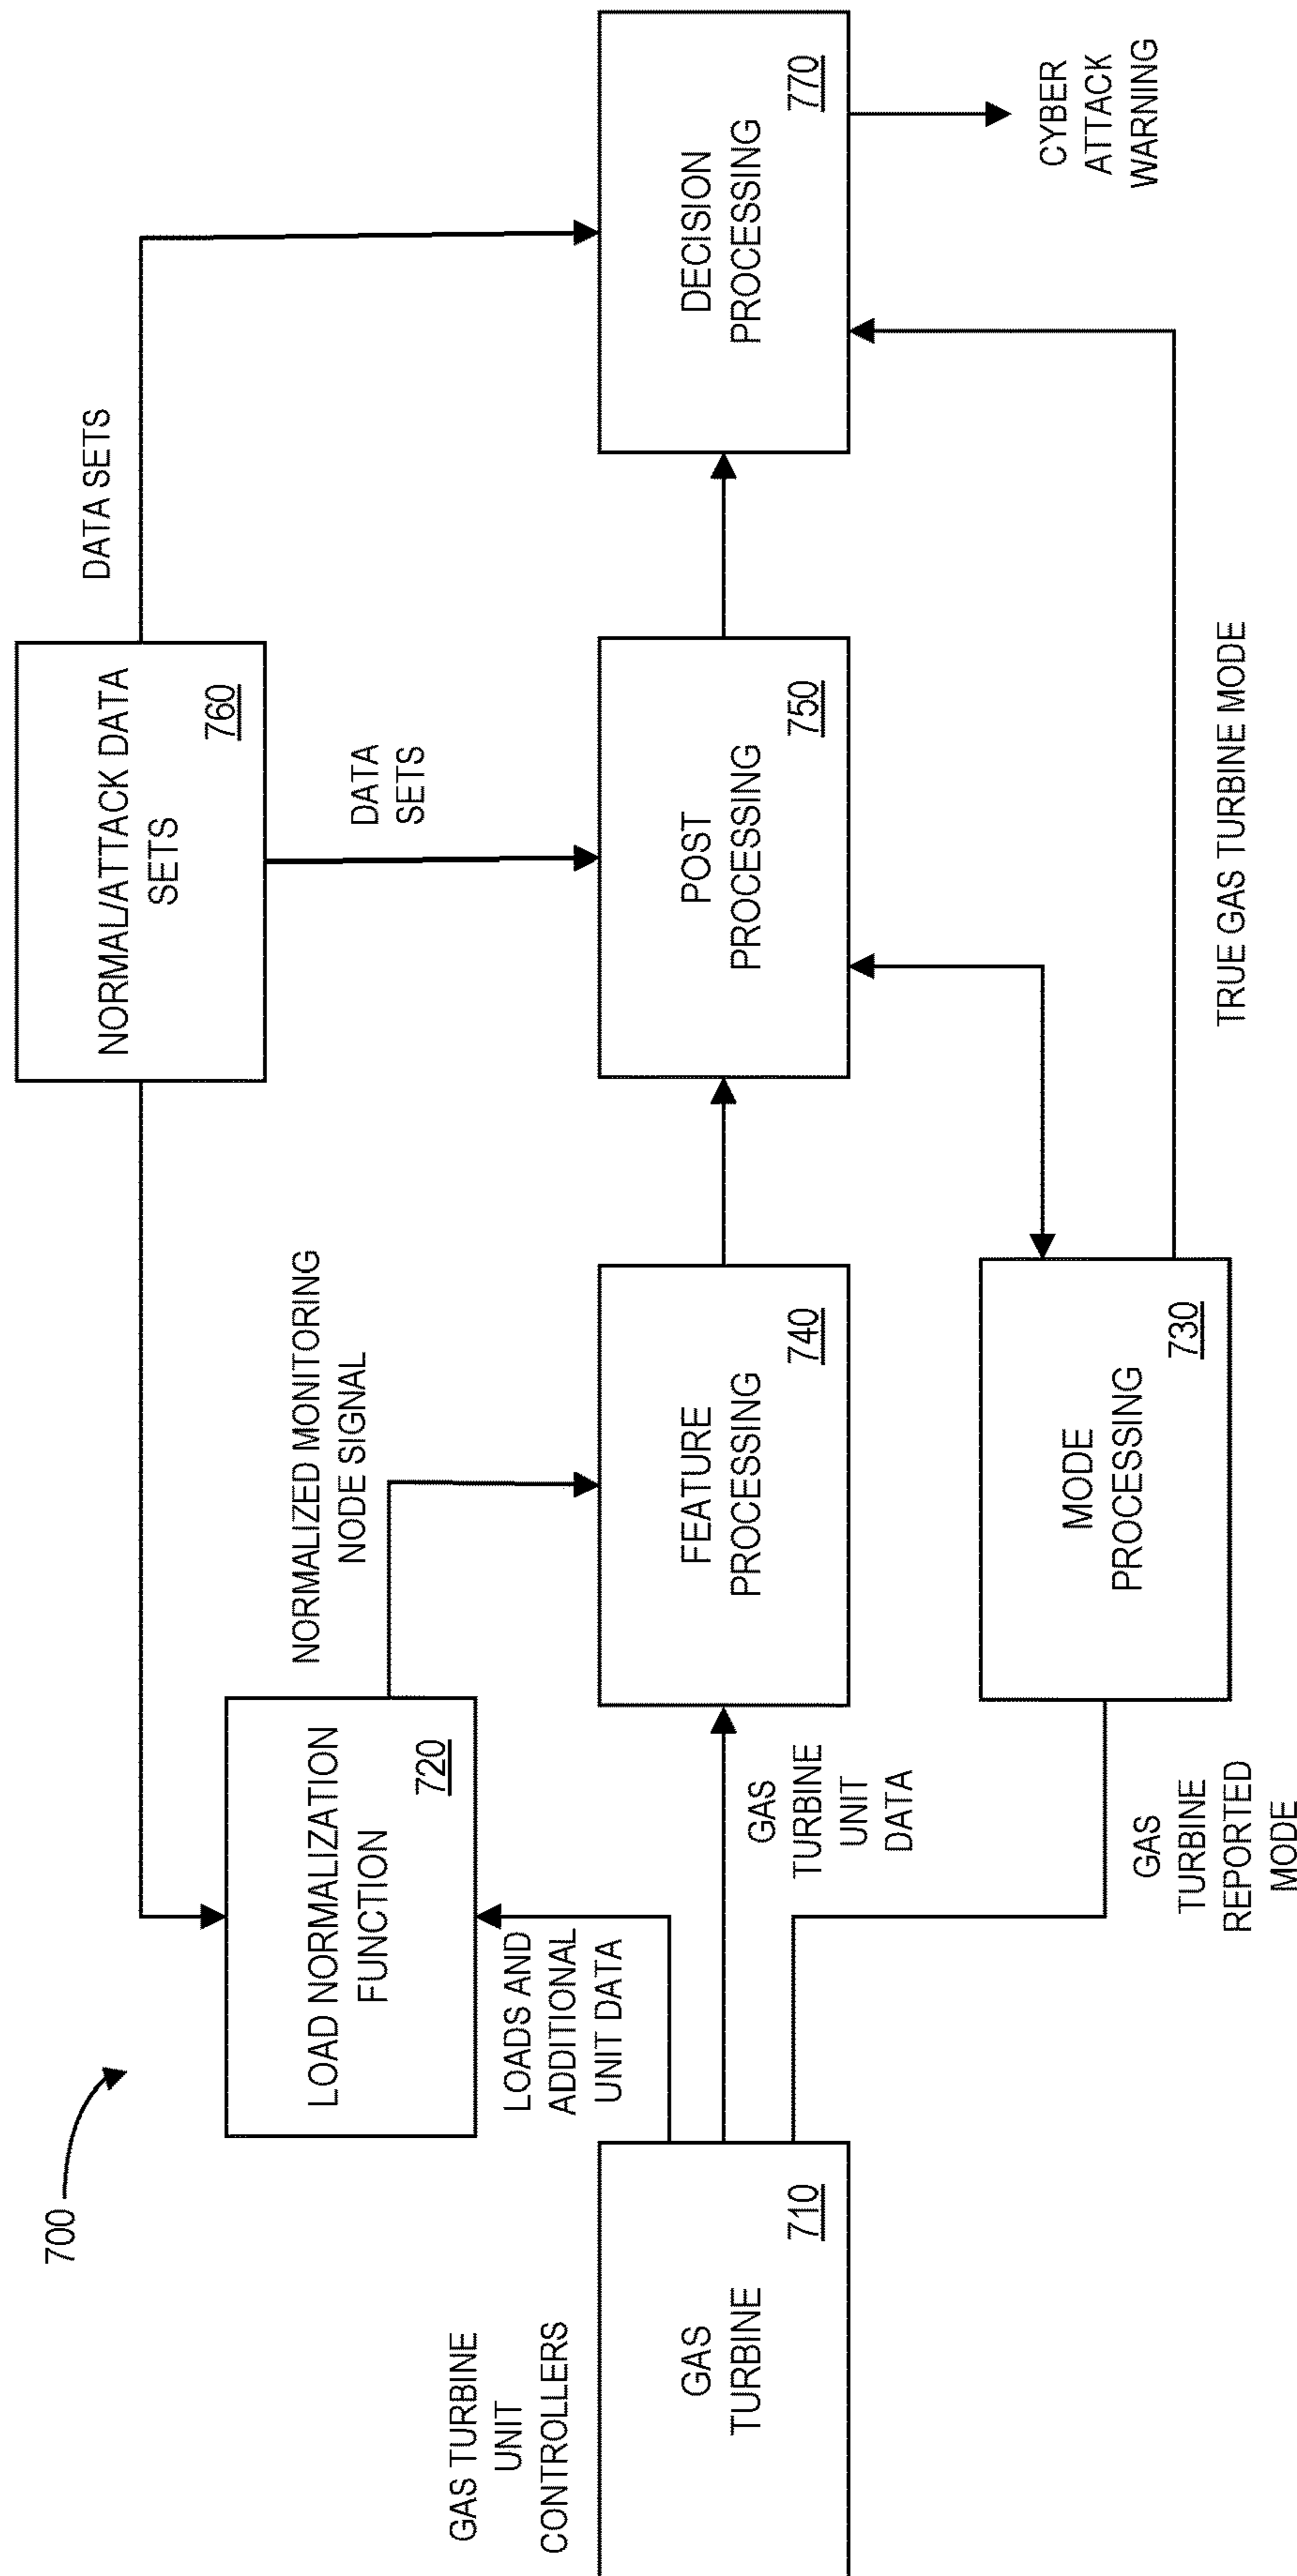 700
GAS TURBINE
UNIT
CONTROLLERS
GAS
TURBINE
710
LOAD NORMALIZATION
FUNCTION
720
LOADS AND
ADDITIONAL
UNIT DATA
GAS
TURBINE
UNIT
DATA
GAS
TURBINE
REPORTED
MODE
NORMALIZED MONITORING
NODE SIGNAL
FEATURE
PROCESSING
740
MODE
PROCESSING
730
NORMAL/ATTACK DATA
SETS
760
DATA
SETS
POST
PROCESSING
750
TRUE GAS TURBINE MODE
DATA SETS
DECISION
PROCESSING
770
CYBER
ATTACK
WARNING